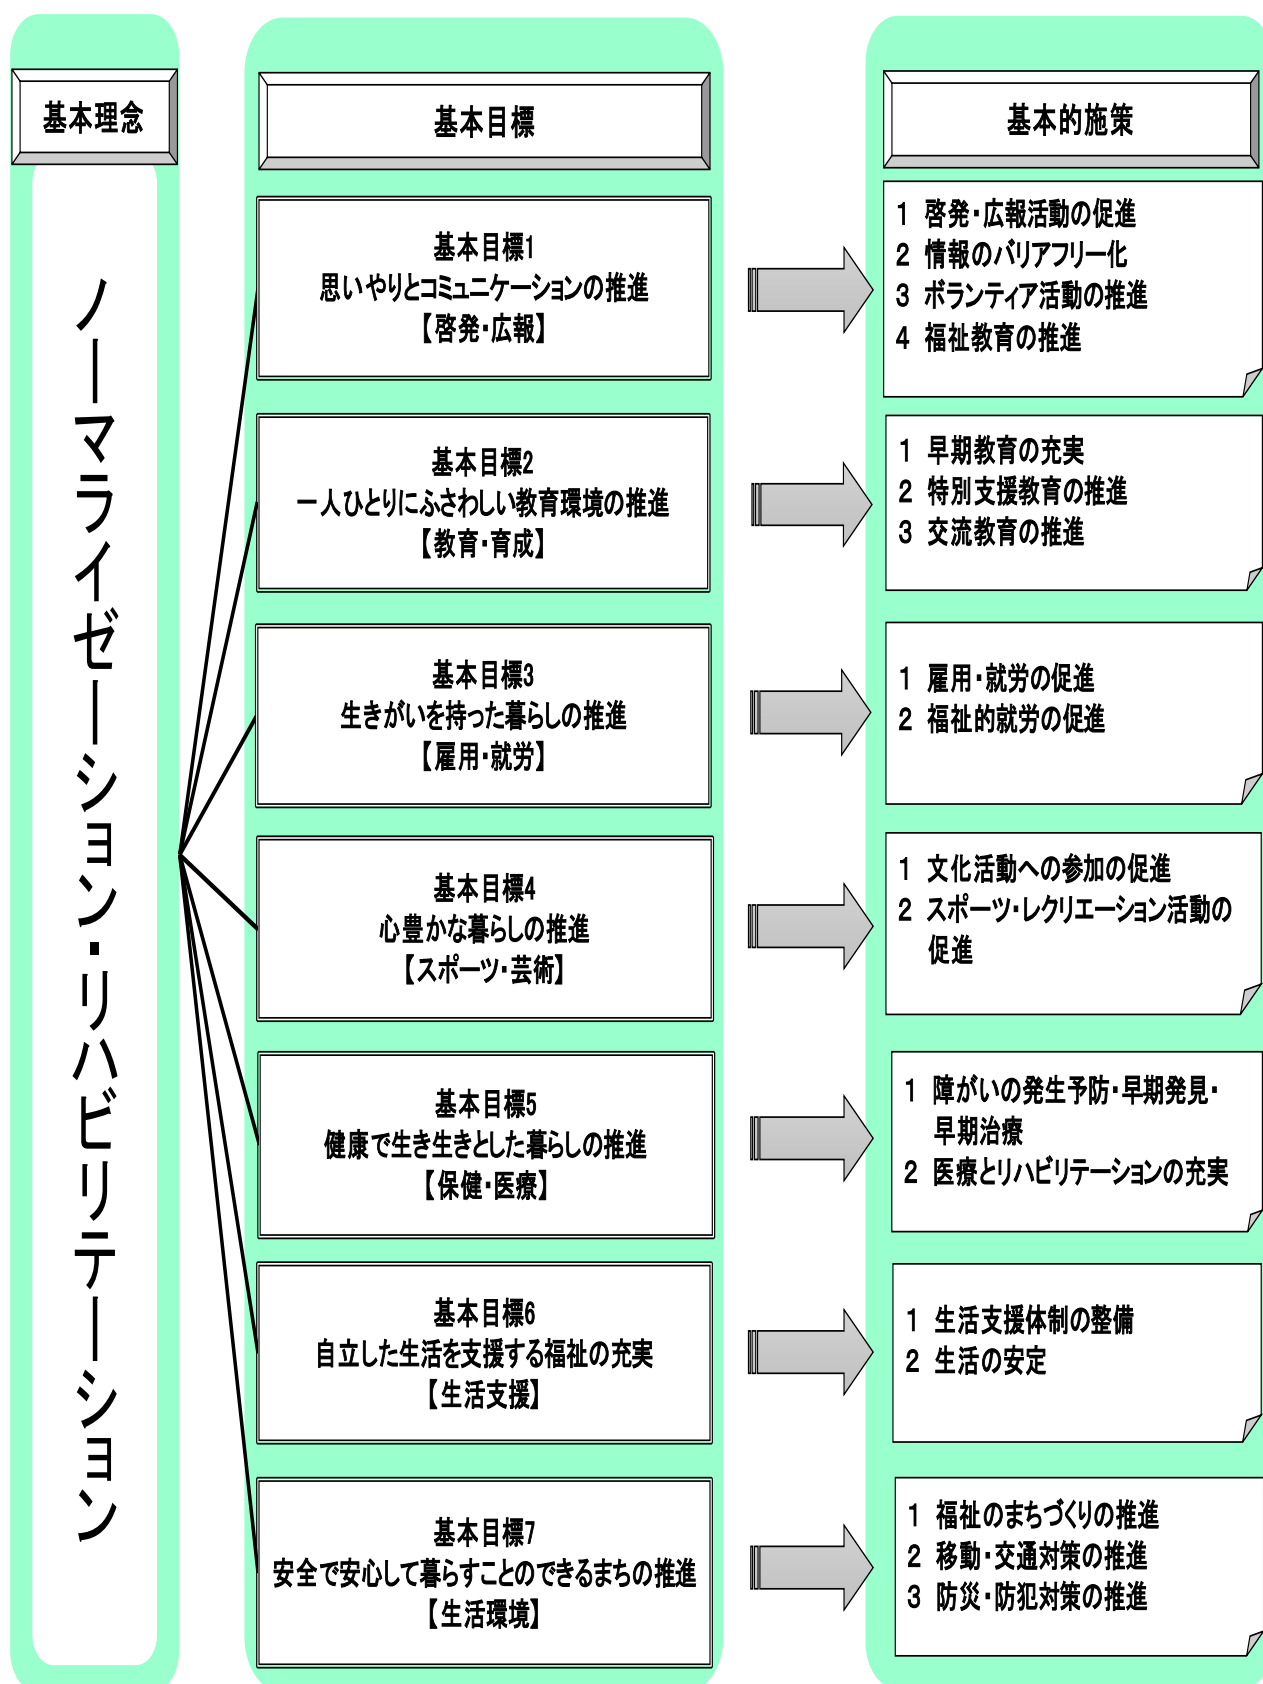 基本理念
ノーマライゼーション・リハビリテーション
基本目標
基本目標1
思いやりとコミュニケーションの推進
【啓発・広報】
基本目標2
一人ひとりにふさわしい教育環境の推進
【教育・育成】
基本目標3
生きがいを持った暮らしの推進
【雇用・就労】
基本目標4
心豊かな暮らしの推進
【スポーツ・芸術】
基本目標5
健康で生き生きとした暮らしの推進
【保健・医療】
基本目標6
自立した生活を支援する福祉の充実
【生活支援】
基本目標7
安全で安心して暮らすことのできるまちの推進
【生活環境】
基本的施策
1 啓発・広報活動の促進
2 情報のバリアフリー化
3 ボランティア活動の推進
4 福祉教育の推進
1 早期教育の充実
2 特別支援教育の推進
3 交流教育の推進
1 雇用・就労の促進
2 福祉的就労の促進
1 文化活動への参加の促進
2 スポーツ・レクリエーション活動の
促進
1 障がいの発生予防・早期発見・
早期治療
2 医療とリハビリテーションの充実
1 生活支援体制の整備
2 生活の安定
1 福祉のまちづくりの推進
2 移動・交通対策の推進
3 防災・防犯対策の推進